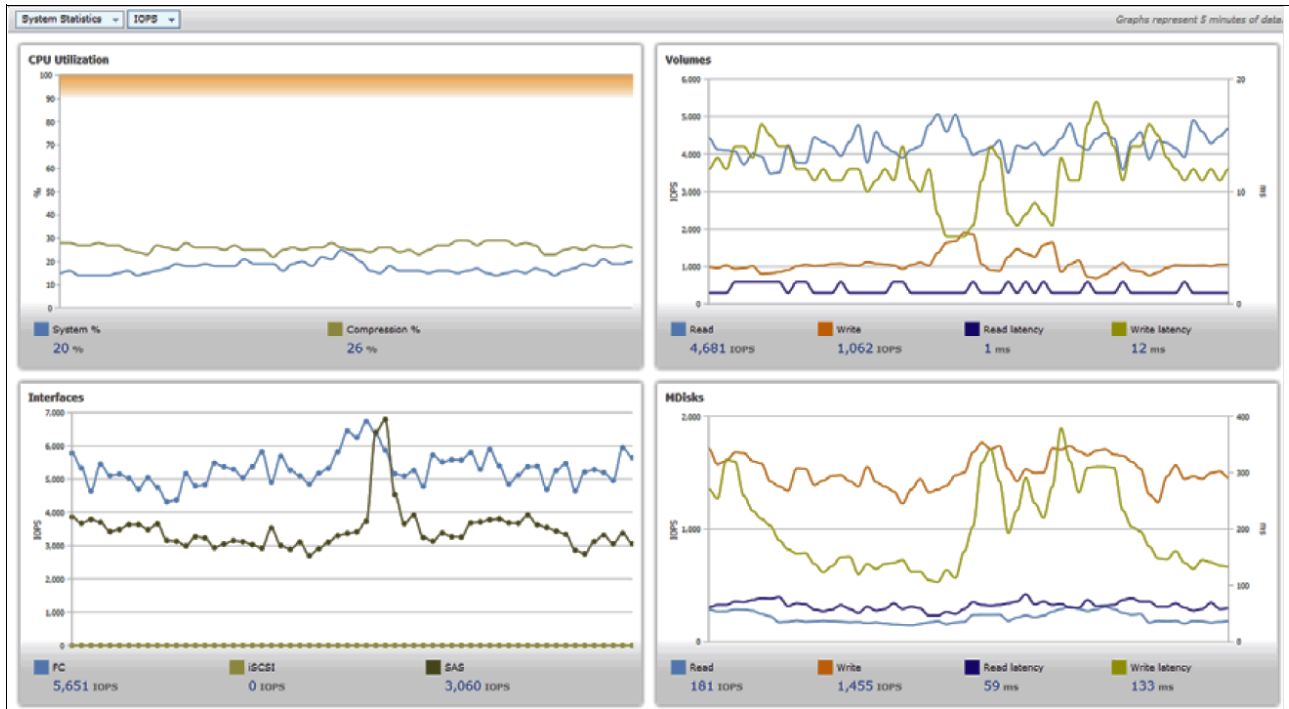 System Statistics IOPS Graphs represent 5 minutes of data.
CPU Utilization
100
90
80
70
60
50
40
30
20
10
0
%
System % Compression %
20 % 26 %
Volumes
6,000 20
5,000
4,000
3,000 10
2,000
1,000
0 0
IOPS ms
Read Write Read latency Write latency
4,681 IOPS 1,062 IOPS 1 ms 12 ms
Interfaces
7,000
6,000
5,000
4,000
3,000
2,000
1,000
0
IOPS
FC iSCSI SAS
5,651 IOPS 0 IOPS 3,060 IOPS
MDisks
2,000 400
300
1,000 200
100
0 0
IOPS ms
Read Write Read latency Write latency
181 IOPS 1,455 IOPS 59 ms 133 ms